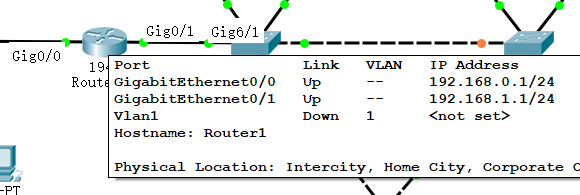 Gig0/1 Gig6/1
Gig0/0
194
Route
Port Link VLAN IP Address
GigabitEthernet0/0 Up -- 192.168.0.1/24
GigabitEthernet0/1 Up -- 192.168.1.1/24
Vlan1 Down 1 <not set>
Hostname: Router1
Physical Location: Intercity, Home City, Corporate O
-PT